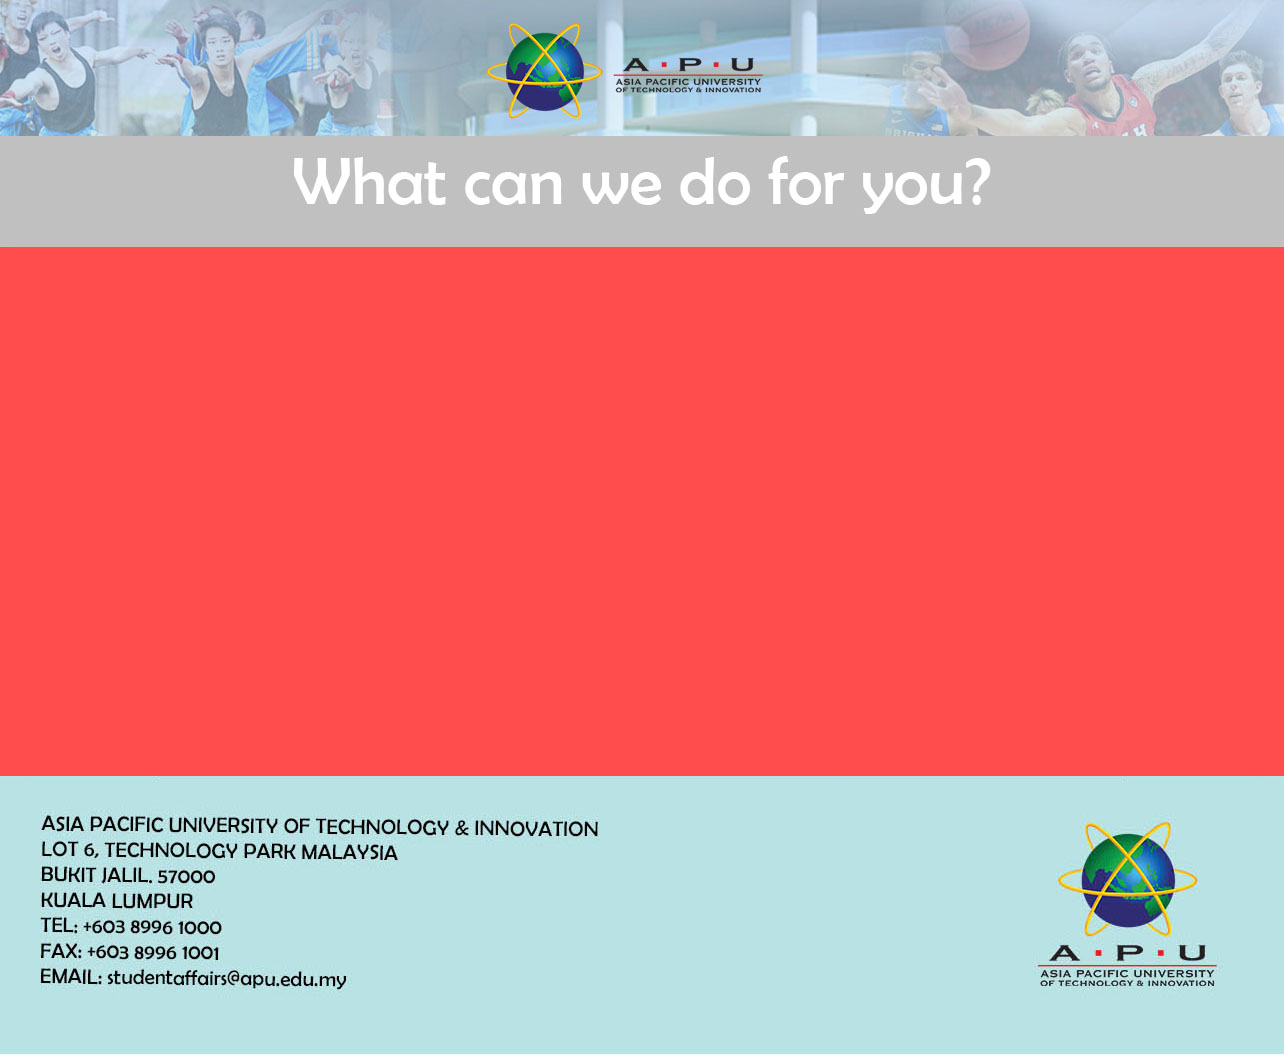 A·P·U
ASIA PACIFIC UNIVERSITY
OF TECHNOLOGY & INNOVATION
What can we do for you?
ASIA PACIFIC UNIVERSITY OF TECHNOLOGY & INNOVATION
LOT 6, TECHNOLOGY PARK MALAYSIA
BUKIT JALIL. 57000
KUALA LUMPUR
TEL: +603 8996 1000
FAX: +603 8996 1001
EMAIL: studentaffairs@apu.edu.my
A·P·U
ASIA PACIFIC UNIVERSITY
OF TECHNOLOGY & INNOVATION